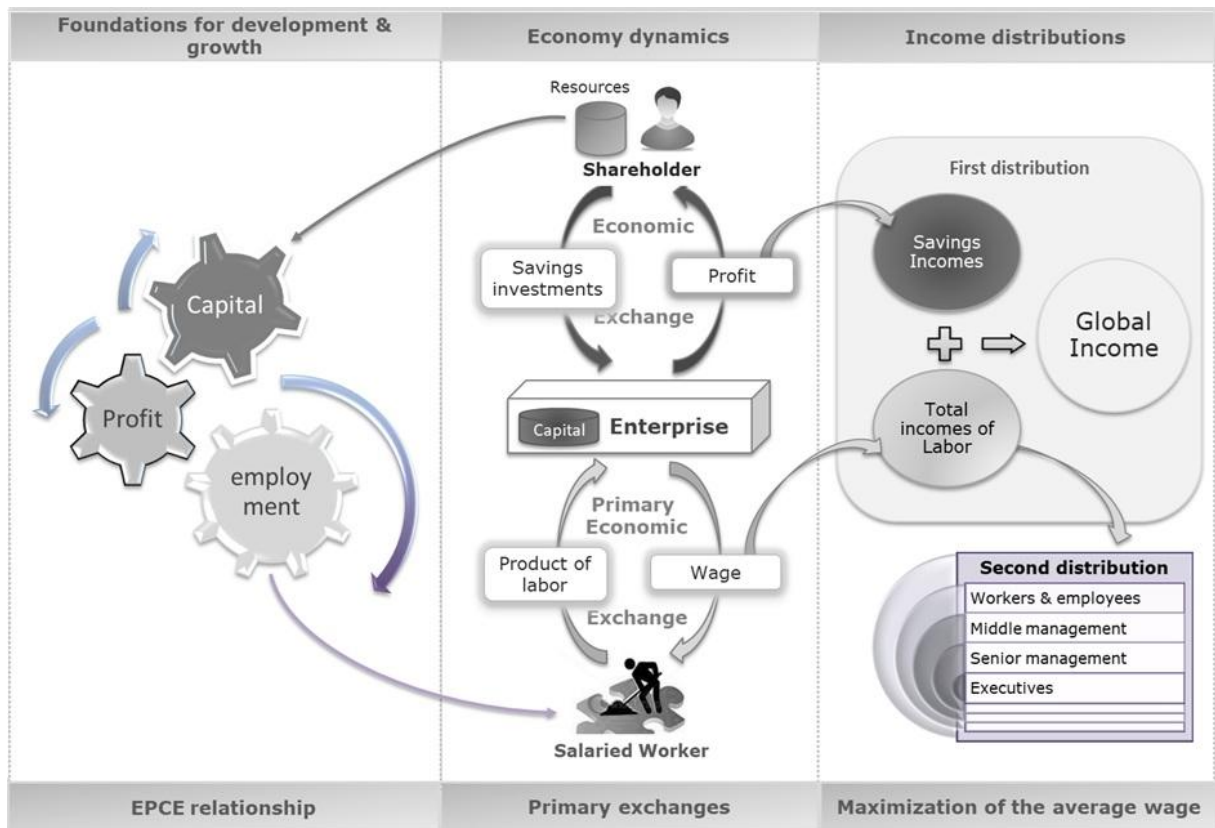 Foundations for development &
growth
Economy dynamics
Income distributions
Capital
Profit
employ
ment
Resources
Shareholder
Economic
Savings
investments
Profit
Exchange
Capital
Enterprise
Primary
Economic
Product of
labor
Wage
Exchange
Salaried Worker
First distribution
Savings
Incomes
Global
Income
Total
incomes of
Labor
Second distribution
Workers & employees
Middle management
Senior management
Executives
EPCE relationship
Primary exchanges
Maximization of the average wage